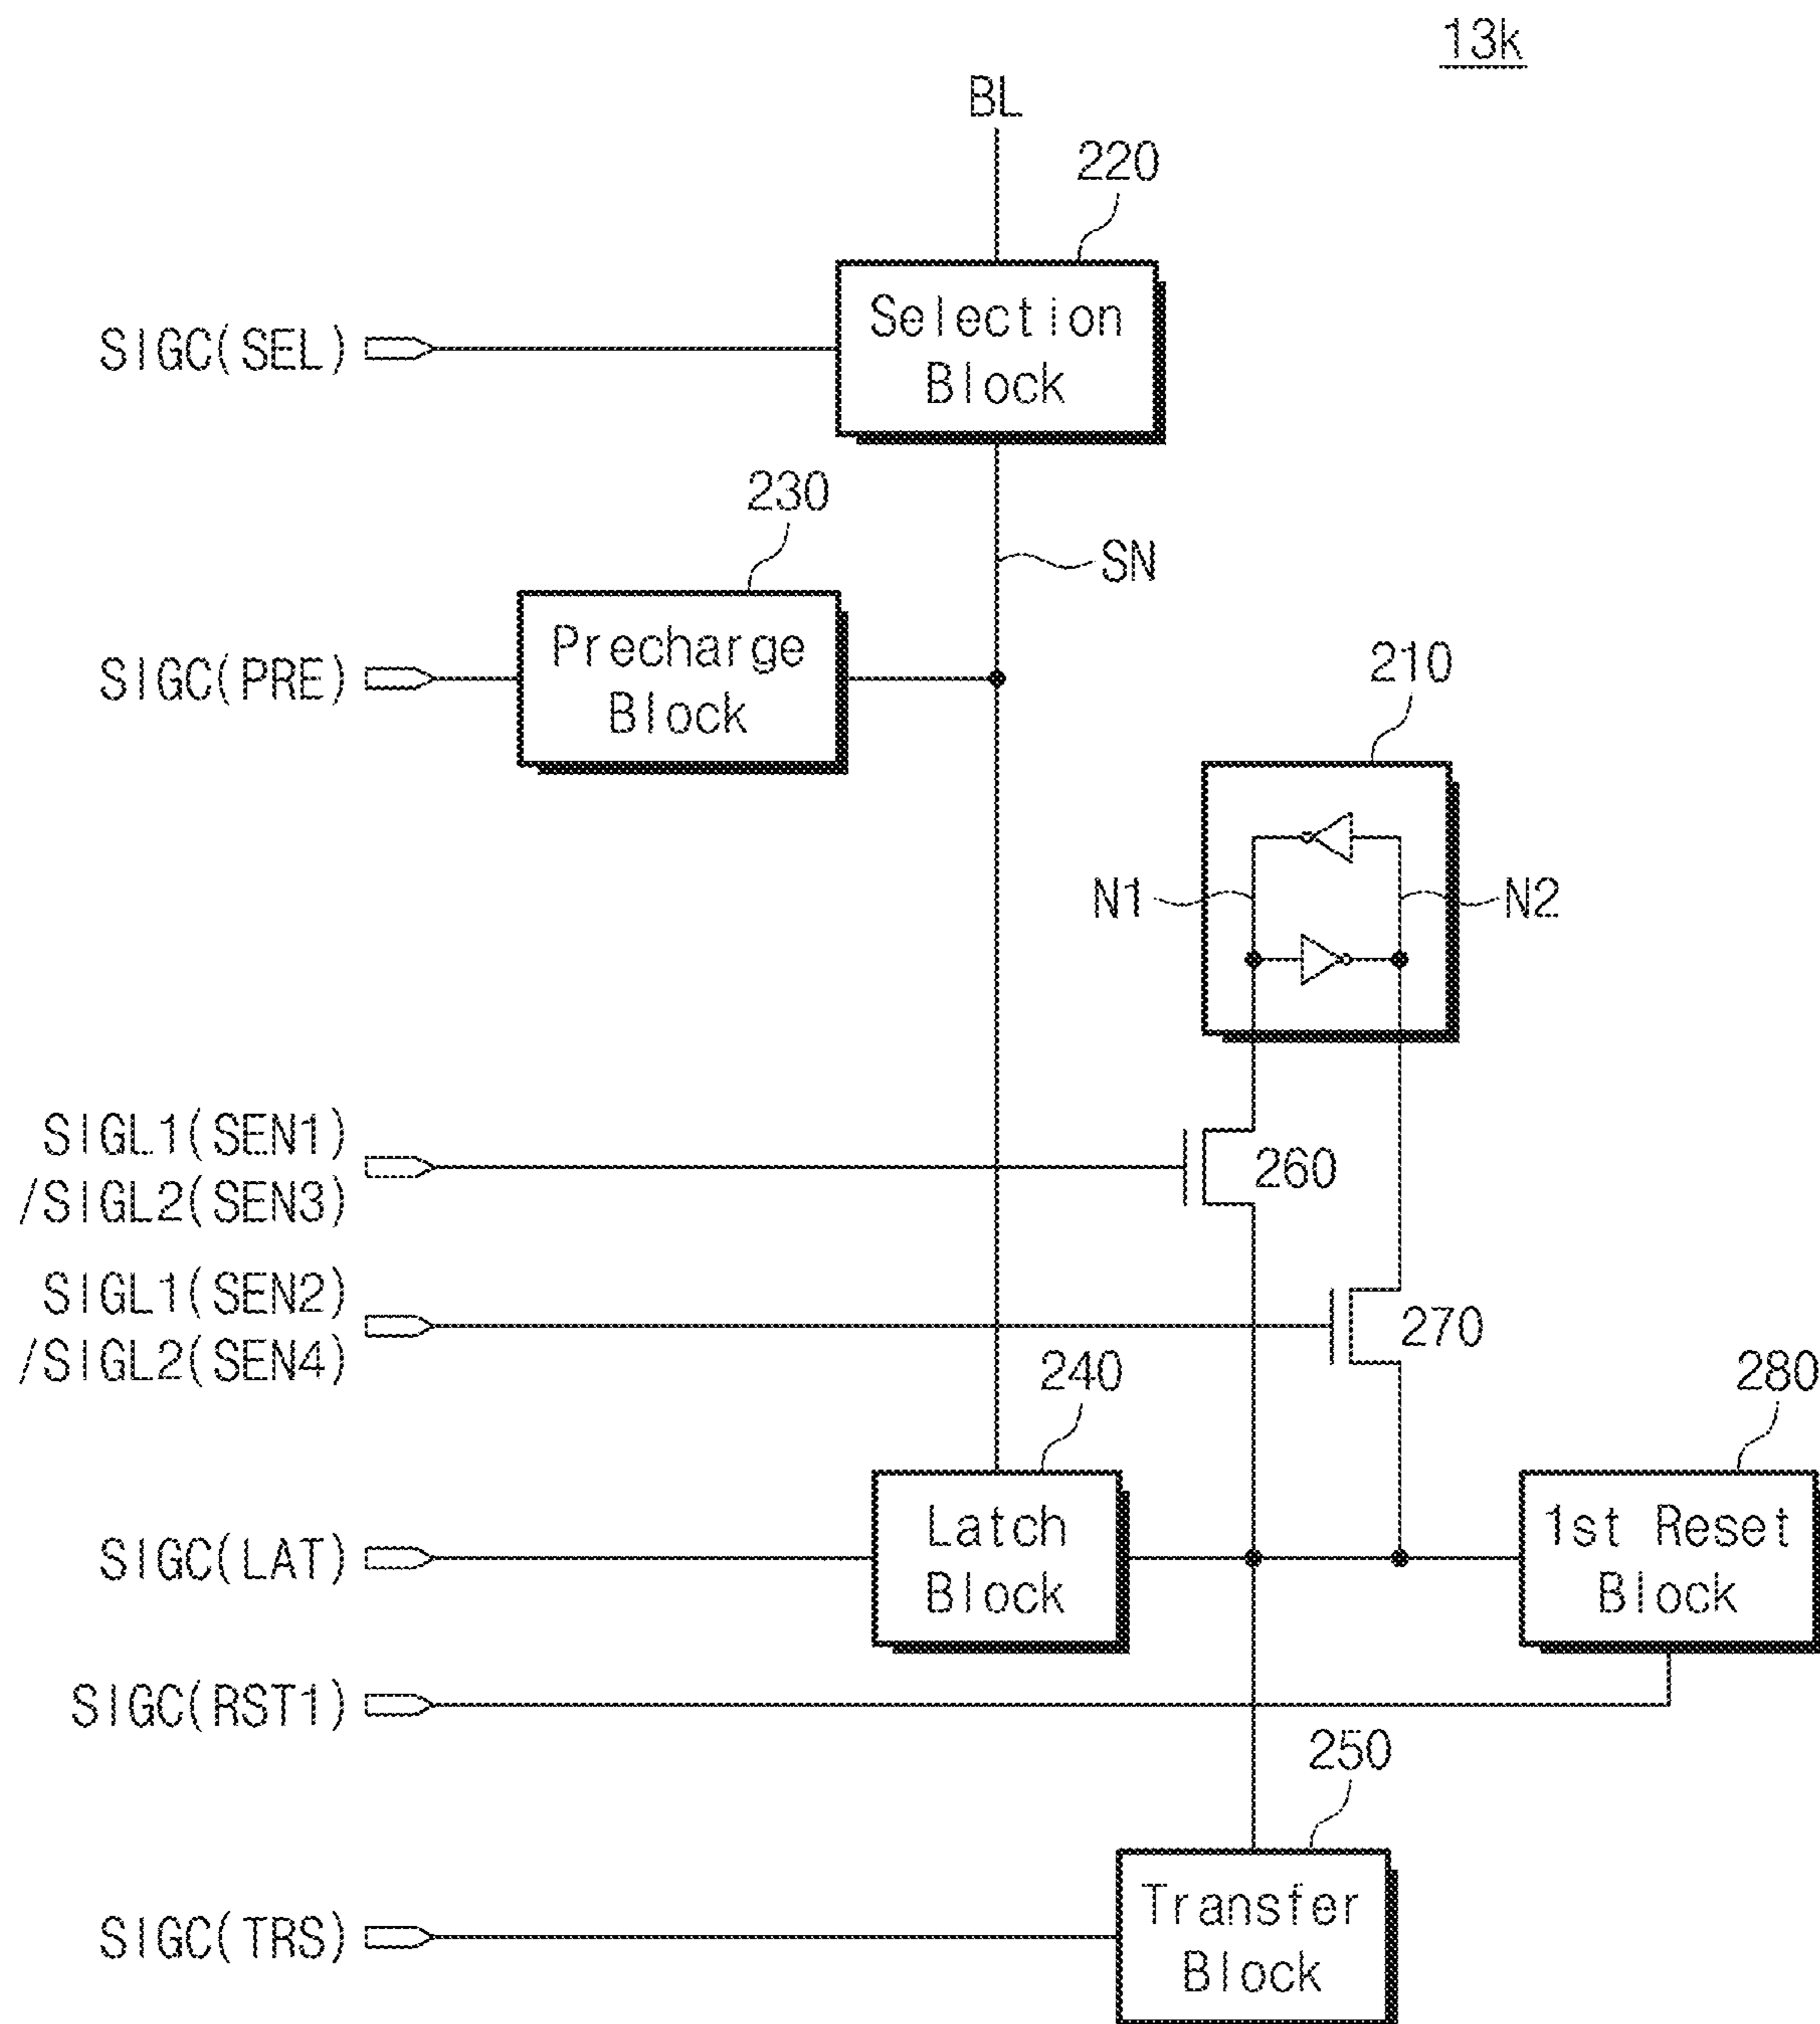 13k
BL
220
Selection
Block
SIGC(SEL)
230
SN
Precharge
Block
SIGC(PRE)
210
N1
N2
SIGL1(SEN1)
/SIGL2(SEN3)
260
SIGL1(SEN2)
/SIGL2(SEN4)
270
240
280
Latch
Block
1st Reset
Block
SIGC(LAT)
SIGC(RST1)
250
Transfer
Block
SIGC(TRS)